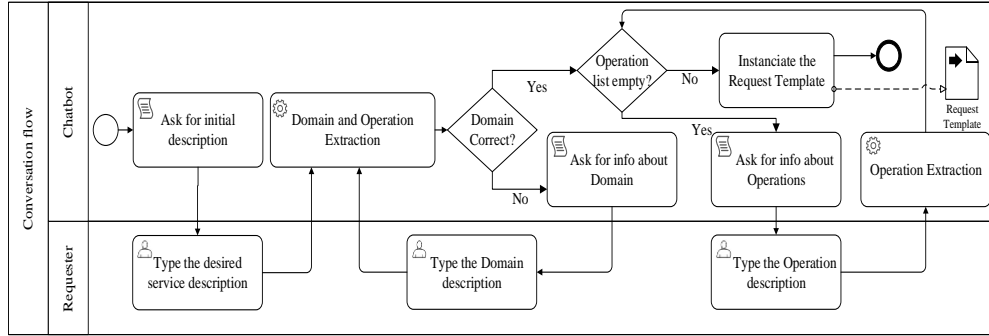 Conversation flow
Chatbot
Ask for initial
description
Domain and Operation
Extraction
Domain
Correct?
Yes
No
Operation
list empty?
No
Yes
Instanciate the
Request Template
Request
Template
Ask for info about
Domain
Ask for info about
Operations
Operation Extraction
Requester
Type the desired
service description
Type the Domain
description
Type the Operation
description